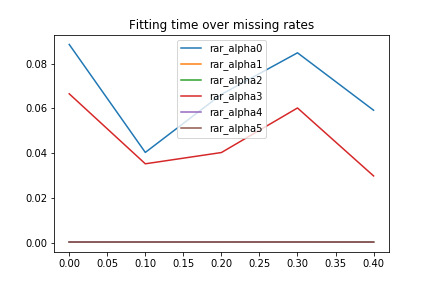 Fitting time over missing rates
rar_alpha0
rar_alpha1
rar_alpha2
rar_alpha3
rar_alpha4
rar_alpha5
0.08
0.06
0.04
0.02
0.00
0.00 0.05 0.10 0.15 0.20 0.25 0.30 0.35 0.40